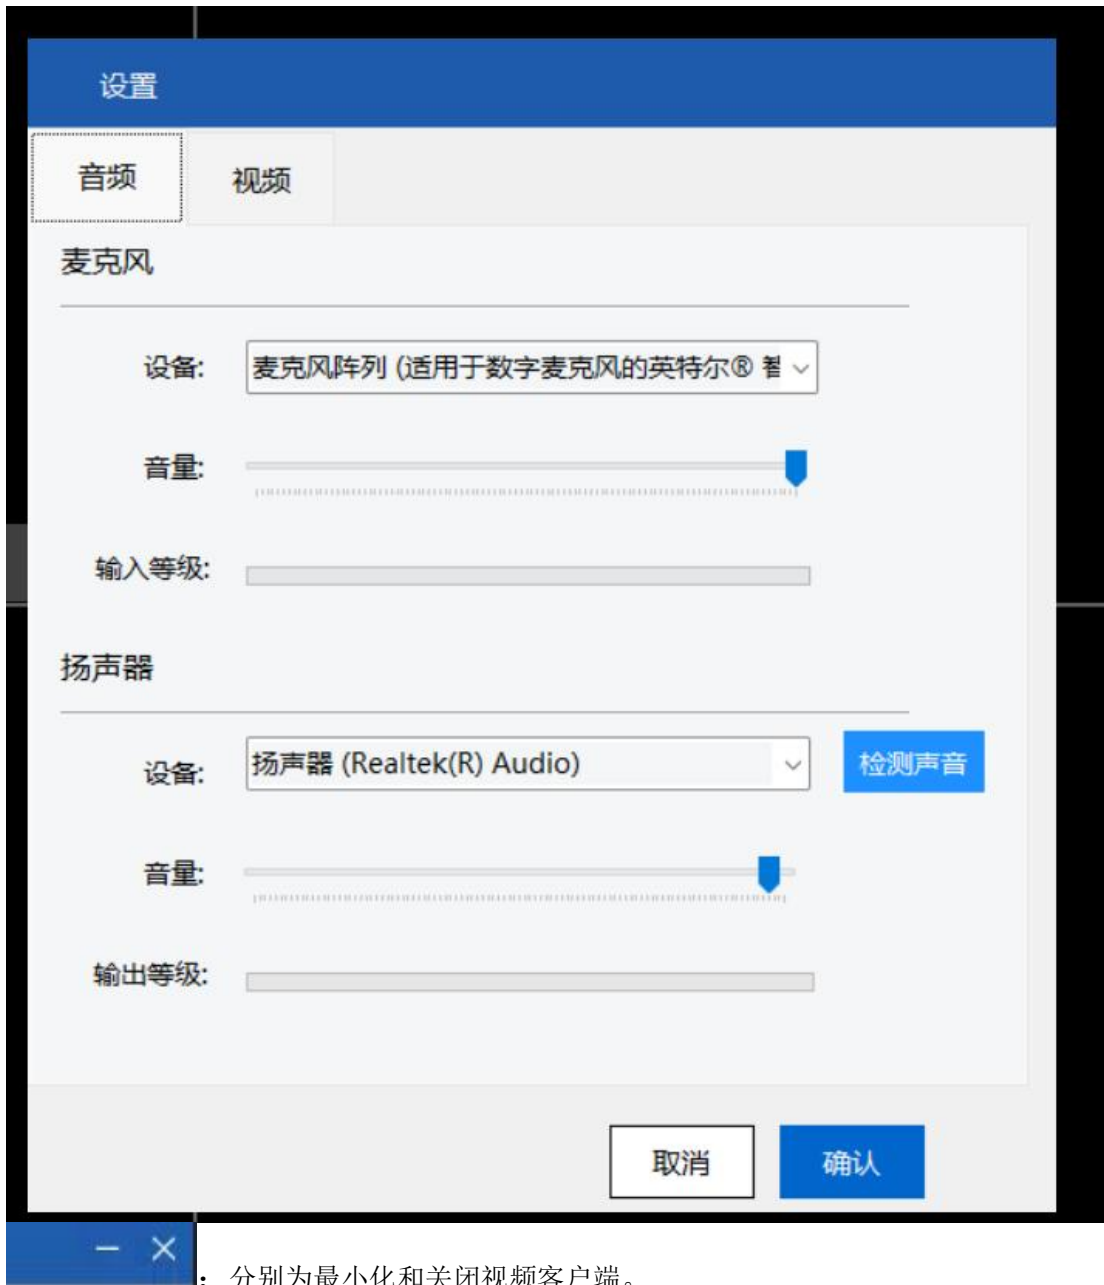 设置
音频 视频
麦克风
设备: 麦克风阵列 (适用于数字麦克风的英特尔®
音量:
输入等级:
扬声器
设备: 扬声器 (Realtek(R) Audio) 检测声音
音量:
输出等级:
取消 确认
：分别为最小化和关闭视频客户端。